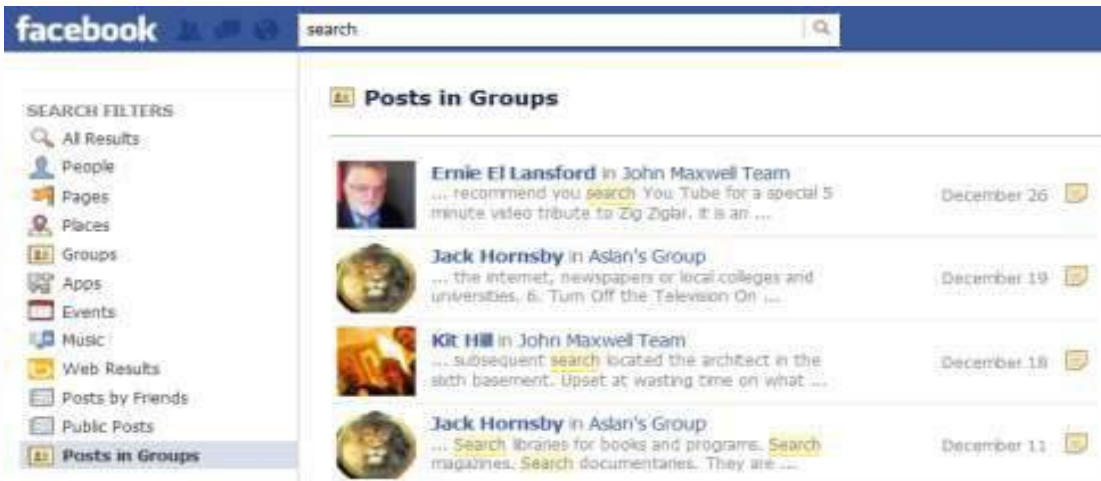 facebook
search
SEARCH FILTERS
All Results
People
Pages
Places
Groups
Apps
Events
Music
Web Results
Posts by Friends
Public Posts
Posts in Groups
Posts in Groups
Ernie El Lansford in John Maxwell Team
... recommend you search You Tube for a special 5
minute video tribute to Zig Ziglar. It is an ...
December 26
Jack Hornsby in Aslan's Group
... the internet, newspapers or local colleges and
universities. 6. Turn Off the Television On ...
December 19
Kit Hill in John Maxwell Team
... subsequent search located the architect in the
sixth basement. Upset at wasting time on what ...
December 18
Jack Hornsby in Aslan's Group
... Search libraries for books and programs. Search
magazines. Search documentaries. They are ...
December 11